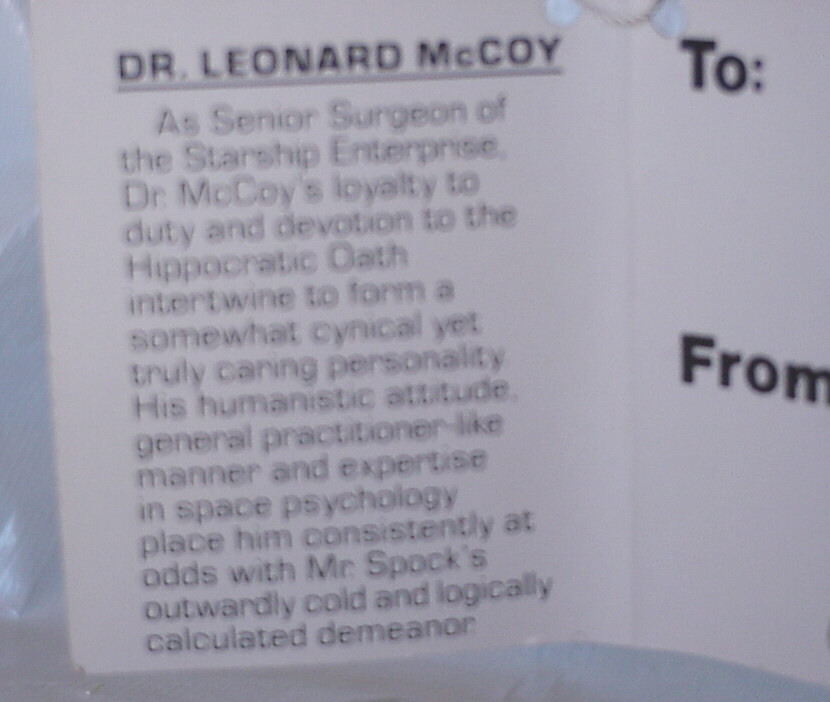 DR. LEONARD McCOY
As Senior Surgeon of
the Starship Enterprise,
Dr. McCoy's loyalty to
duty and devotion to the
Hippocratic Oath
intertwine to form a
somewhat cynical yet
truly caring personality.
His humanistic attitude,
general practitioner-like
manner and expertise
in space psychology
place him consistently at
odds with Mr. Spock's
outwardly cold and logically
calculated demeanor.
To:
From